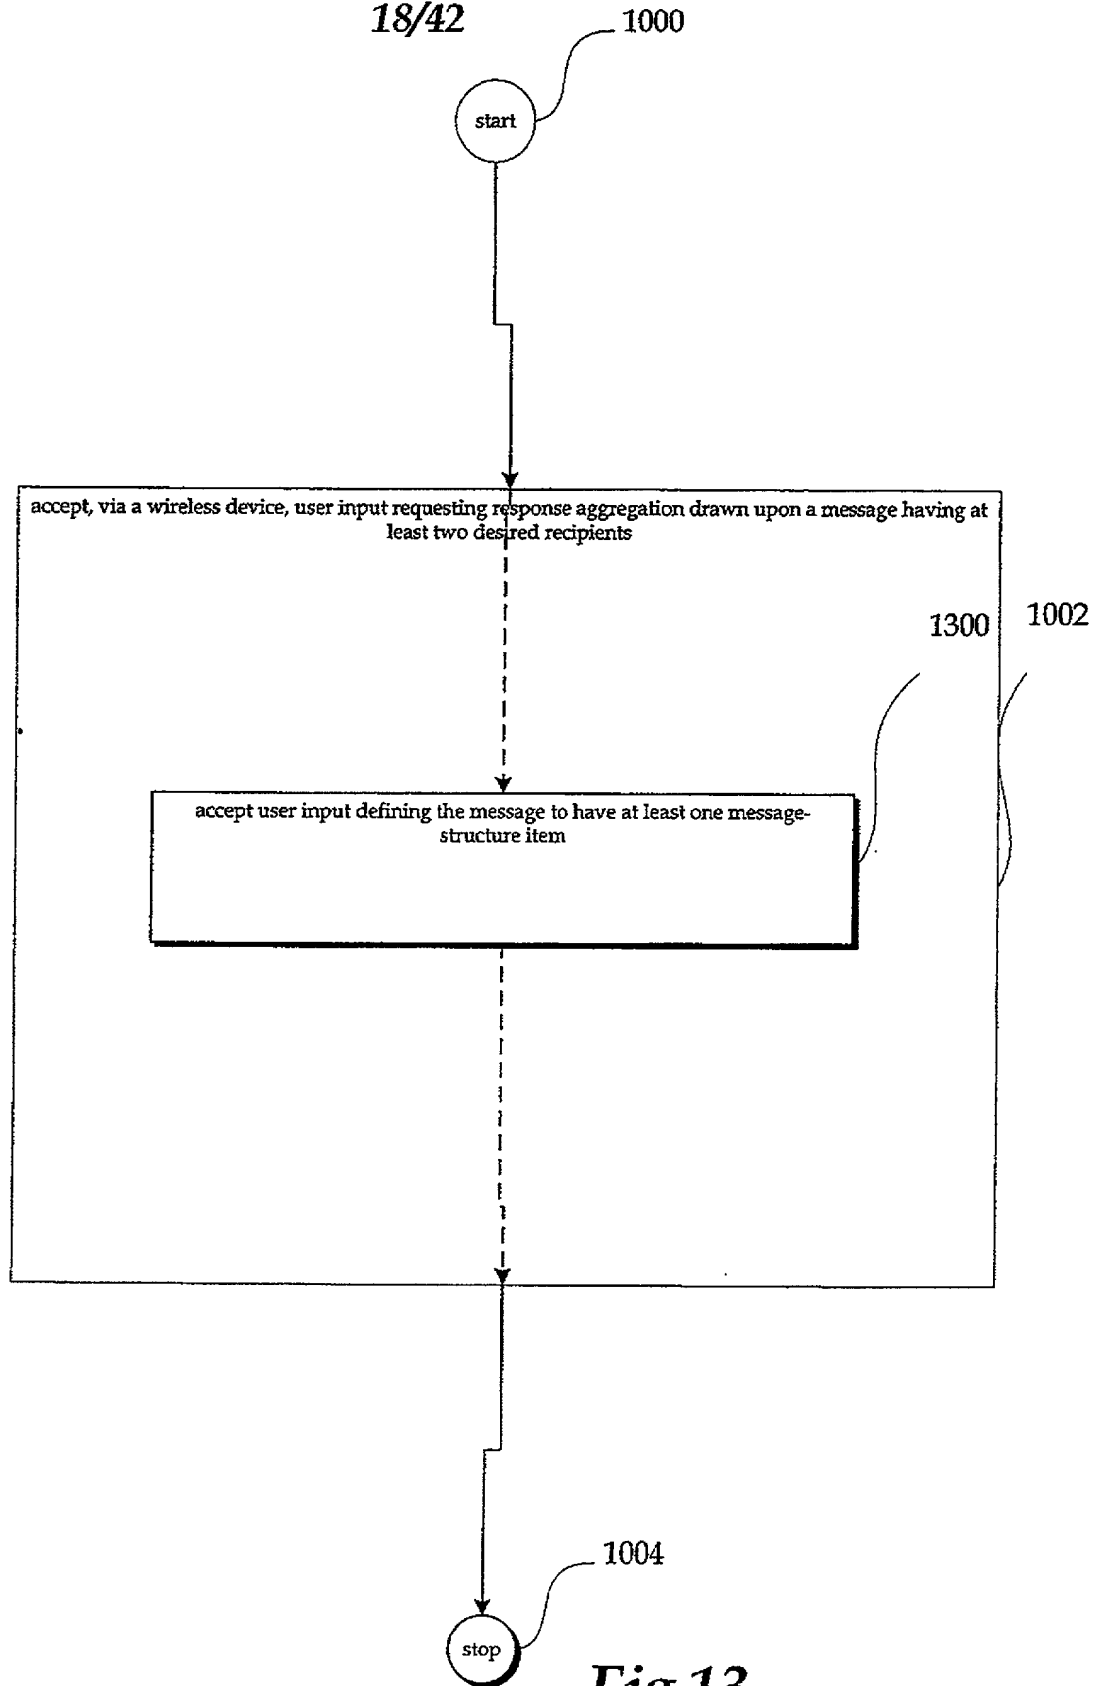 18/42
1000
start
accept, via a wireless device, user input requesting response aggregation drawn upon a message having at
least two desired recipients
1300
1002
accept user input defining the message to have at least one message-
structure item
1004
stop
Fig.13